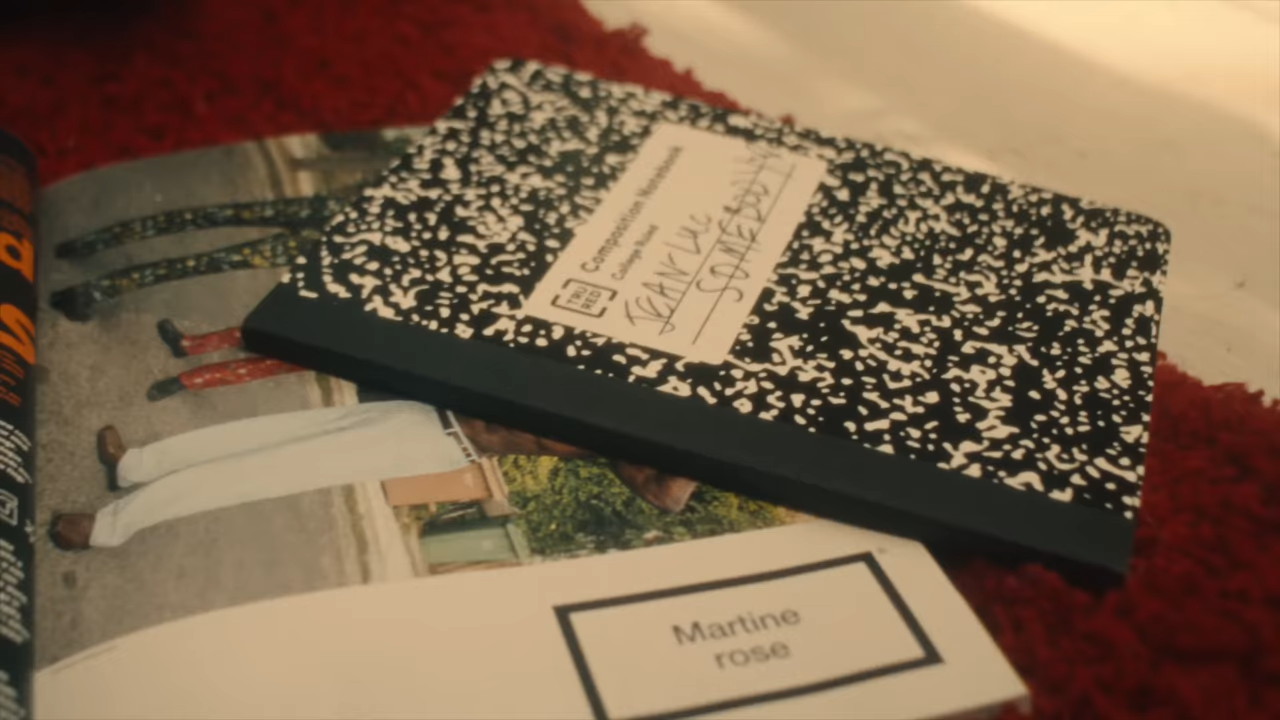 Composition Notebook
College Ruled
TRU
RED
JEAN LUC
SOMEBODY
Martine
rose